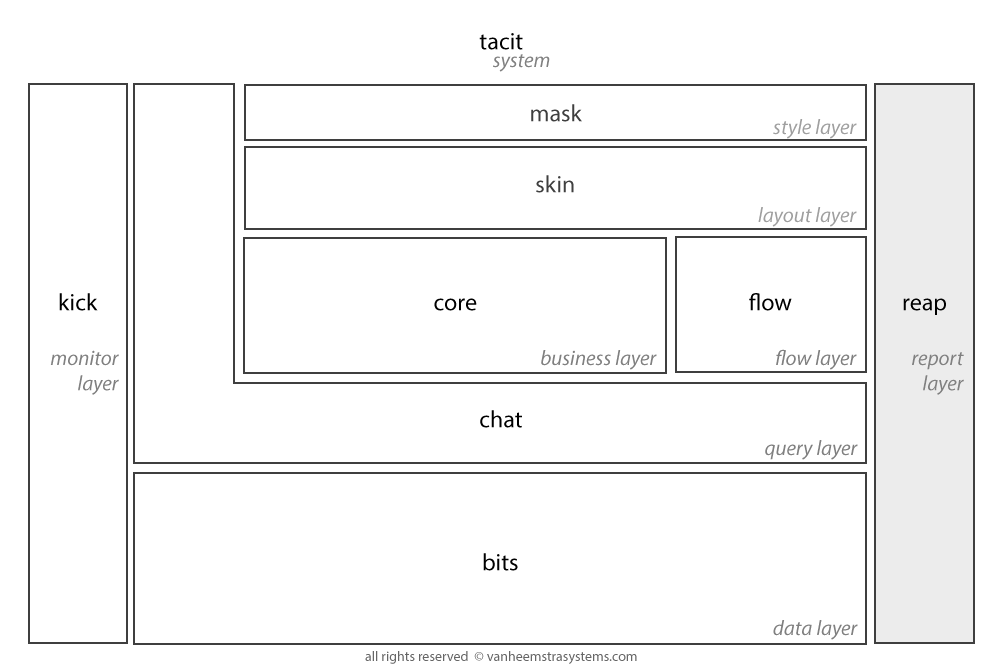 tacit
system
mask
style layer
skin
layout layer
kick
monitor
layer
core
business layer
flow
flow layer
reap
report
layer
chat
query layer
bits
data layer
all rights reserved © vanheemstrasystems.com